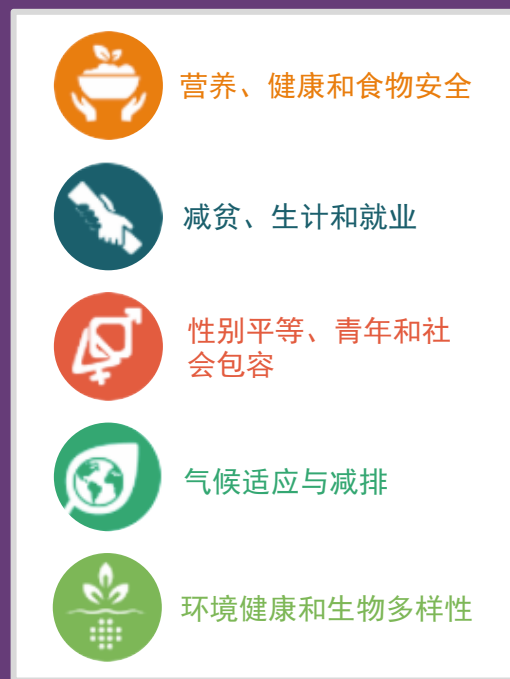 营养、健康和食物安全
减贫、生计和就业
性别平等、青年和社
会包容
气候适应与减排
环境健康和生物多样性